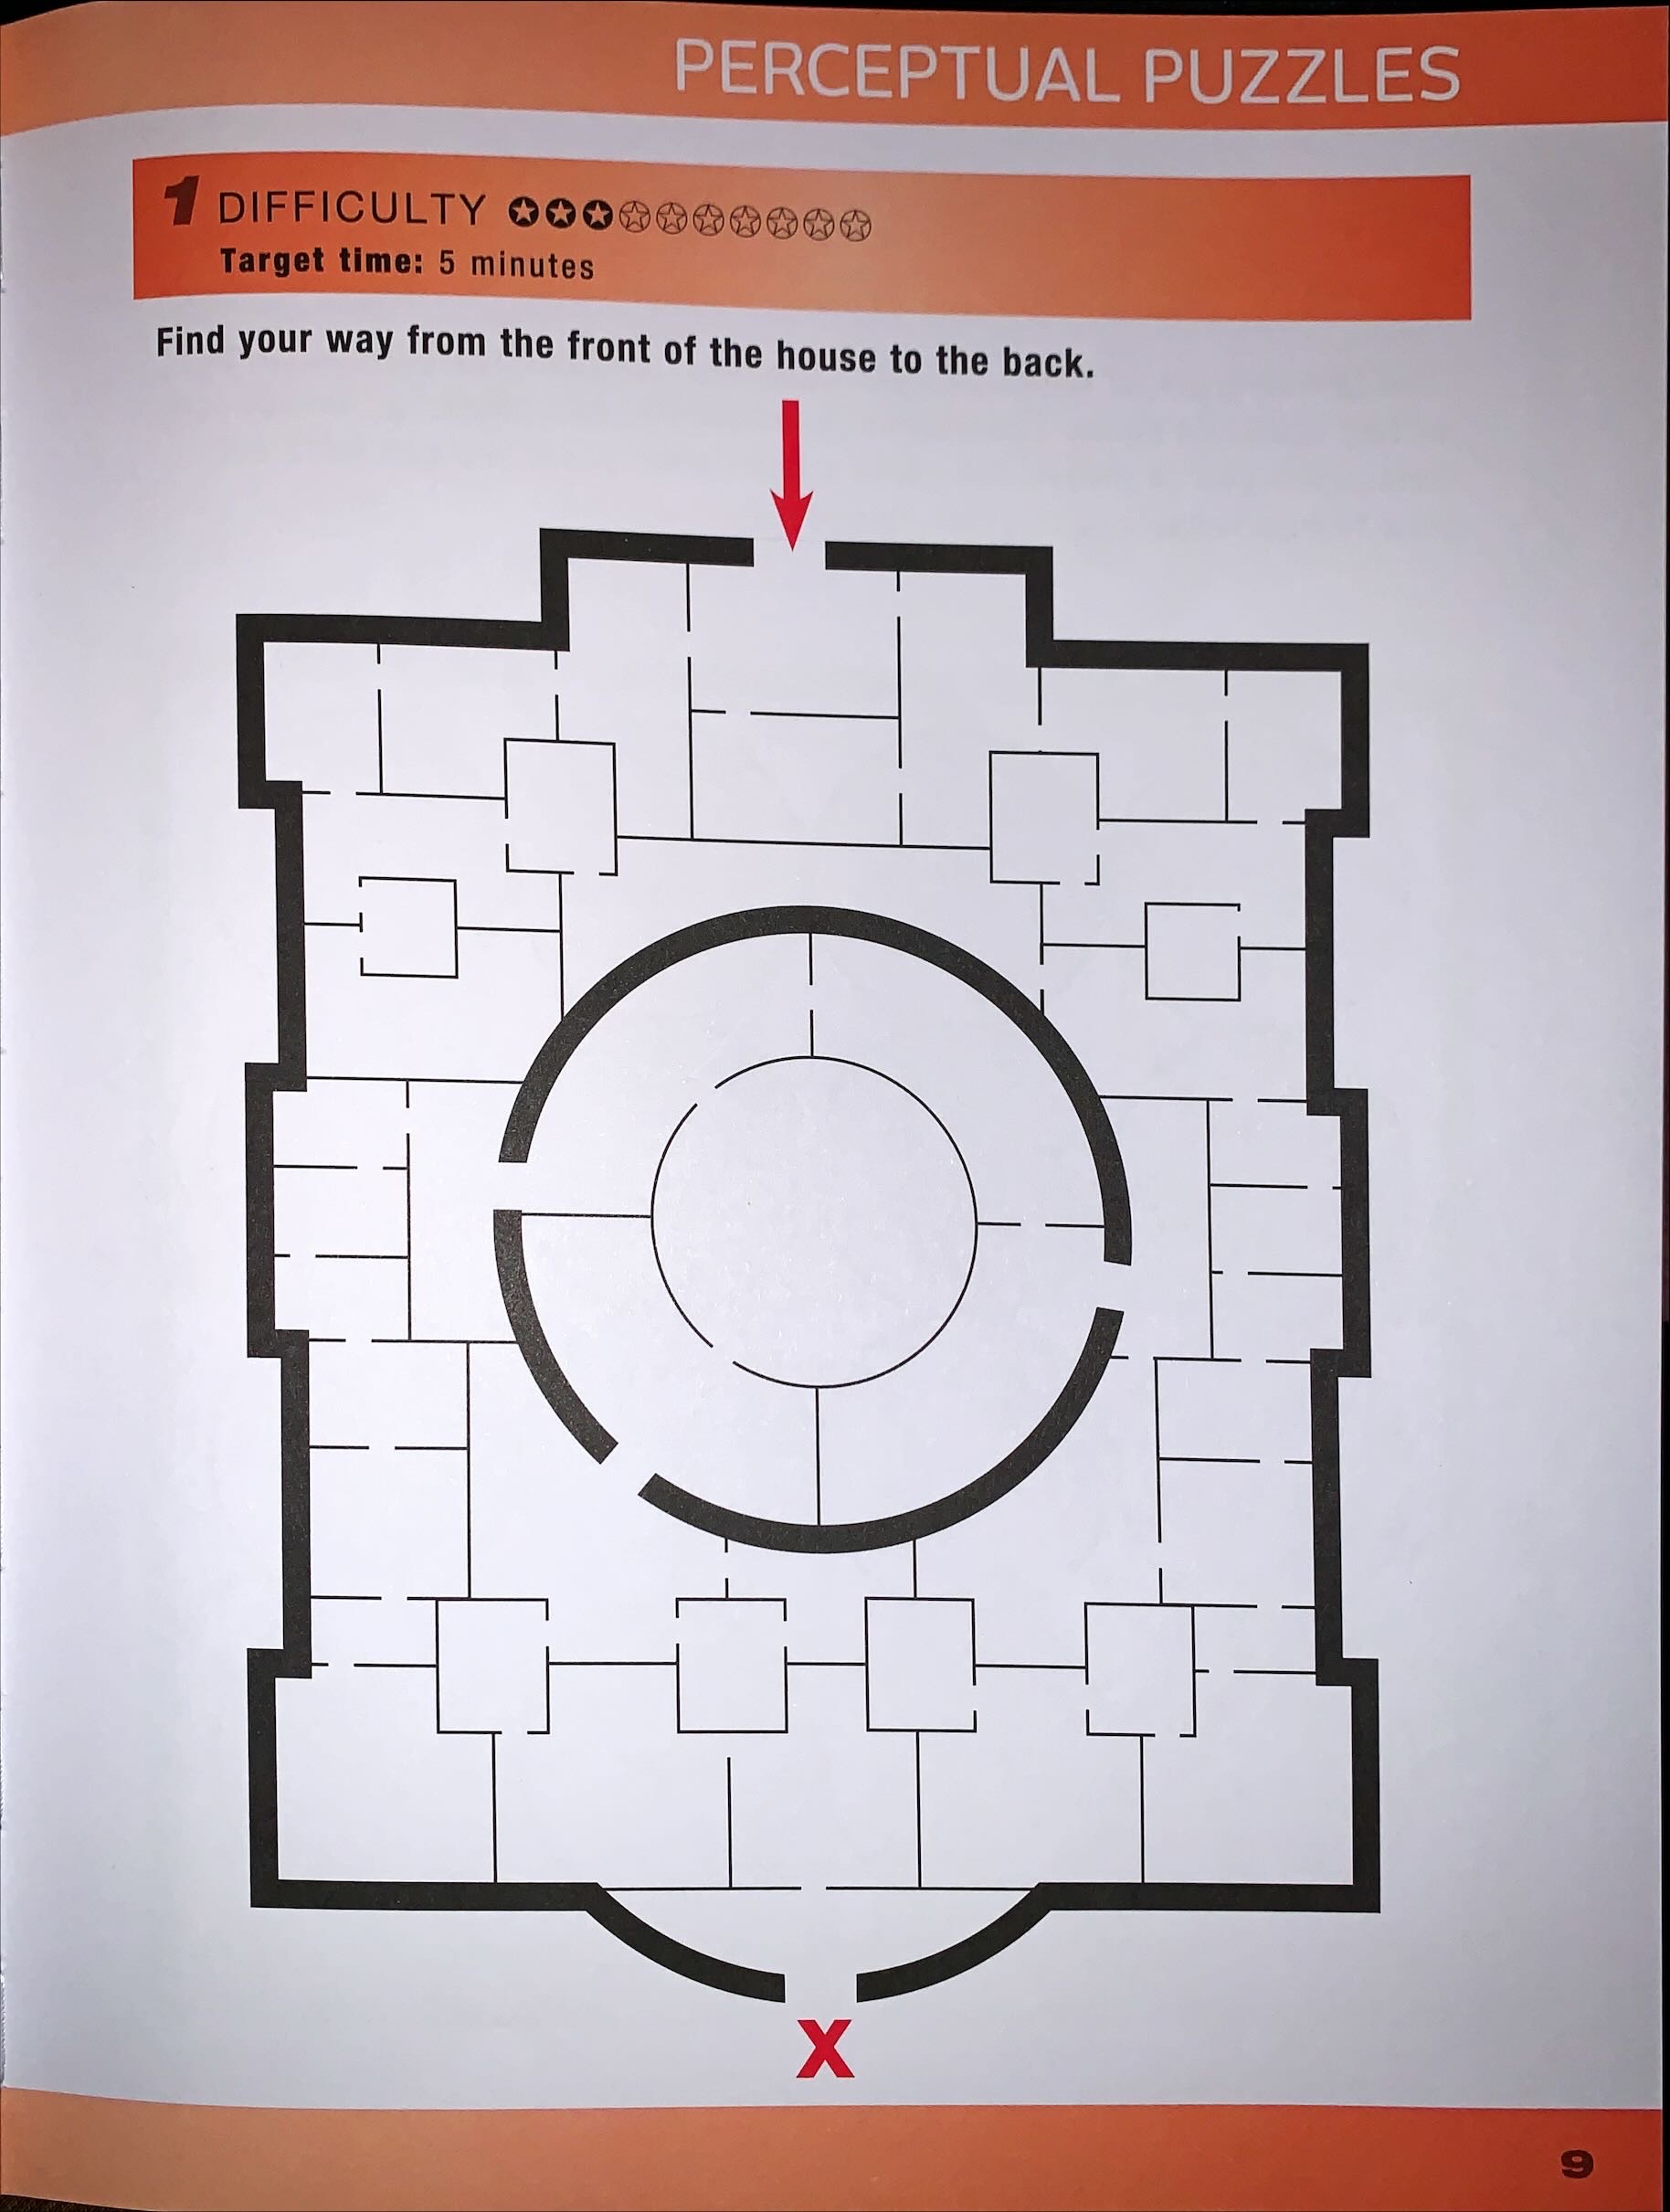 PERCEPTUAL PUZZLES
1 DIFFICULTY
Target time: 5 minutes
Find your way from the front of the house to the back.
X
9